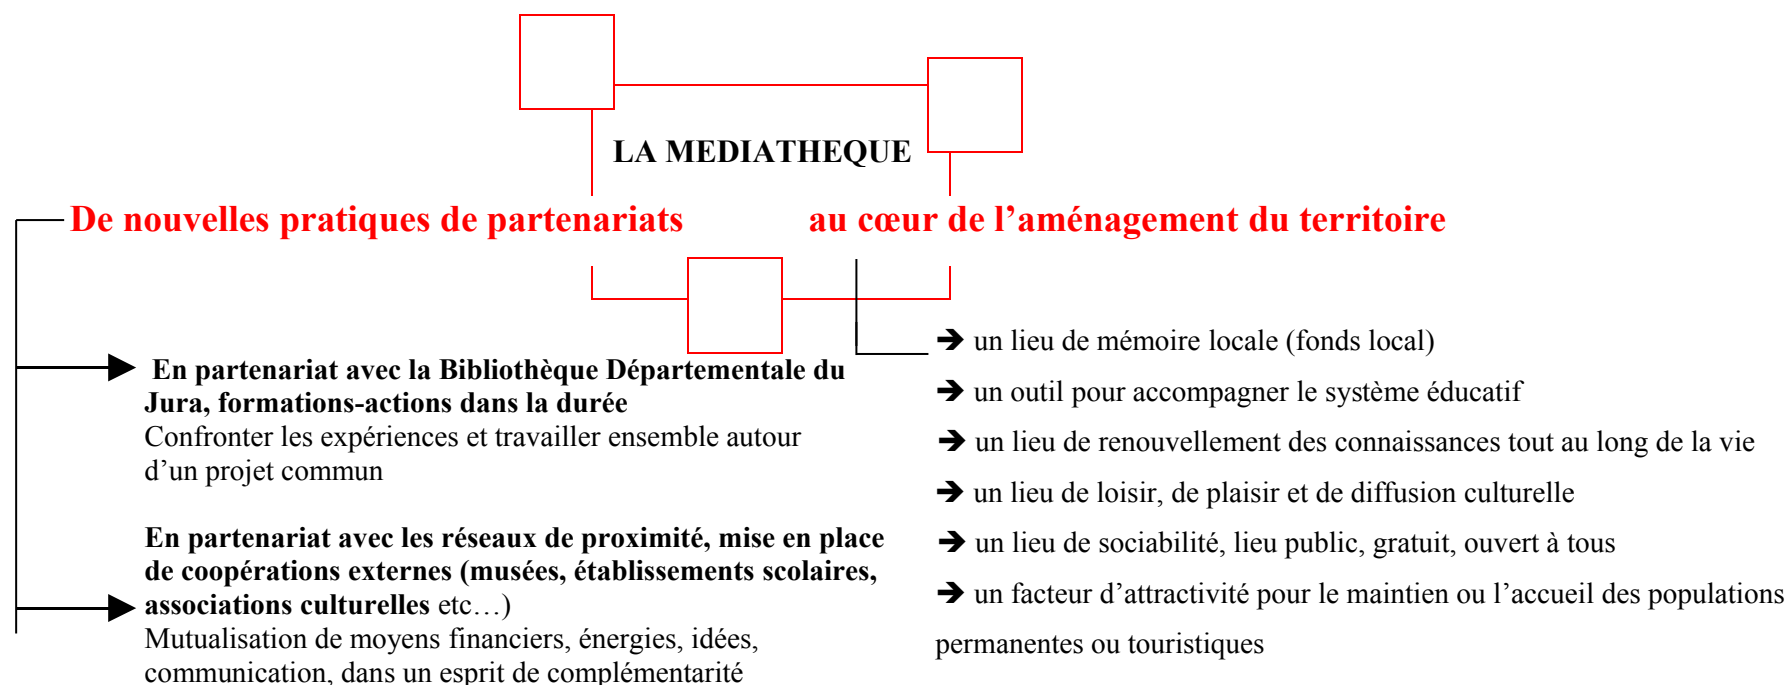 LA MEDIATHEQUE
De nouvelles pratiques de partenariats
au cœur de l’aménagement du territoire
En partenariat avec la Bibliothèque Départementale du
Jura, formations-actions dans la durée
Confronter les expériences et travailler ensemble autour
d’un projet commun
En partenariat avec les réseaux de proximité, mise en place
de coopérations externes (musées, établissements scolaires,
associations culturelles etc…)
Mutualisation de moyens financiers, énergies, idées,
communication, dans un esprit de complémentarité
➔ un lieu de mémoire locale (fonds local)
➔ un outil pour accompagner le système éducatif
➔ un lieu de renouvellement des connaissances tout au long de la vie
➔ un lieu de loisir, de plaisir et de diffusion culturelle
➔ un lieu de sociabilité, lieu public, gratuit, ouvert à tous
➔ un facteur d’attractivité pour le maintien ou l’accueil des populations
permanentes ou touristiques